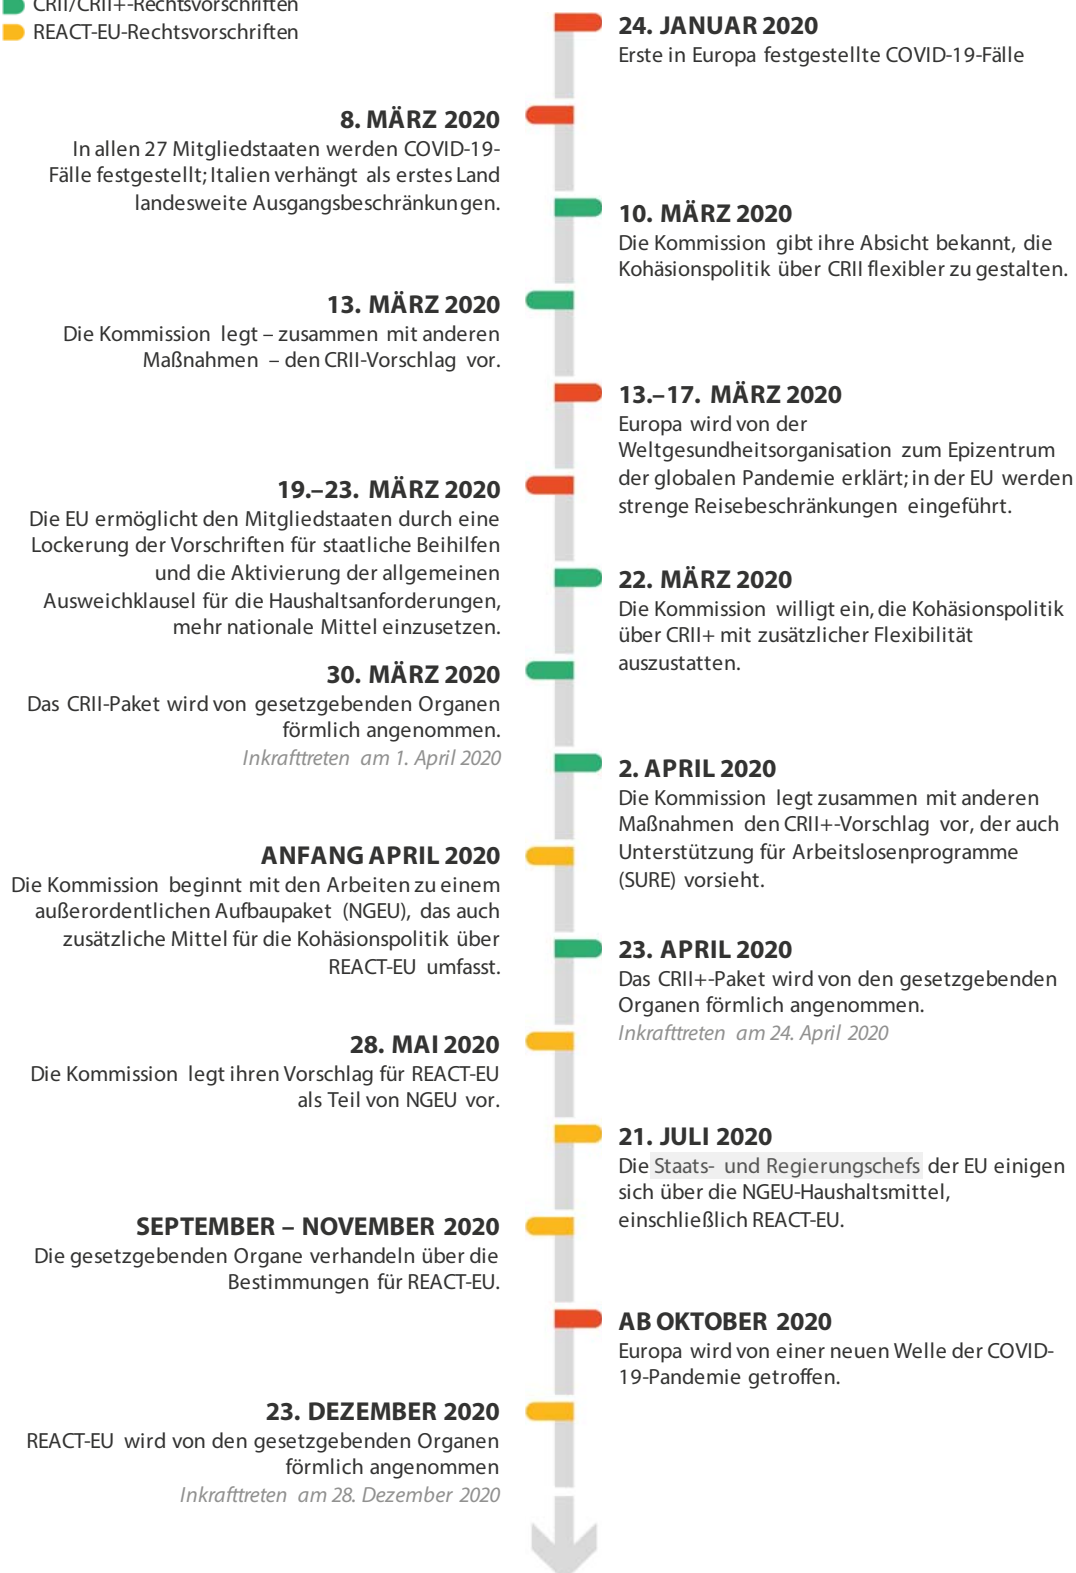 CRII/CRII+-Rechtsvorschriften
REACT-EU-Rechtsvorschriften
24. JANUAR 2020
Erste in Europa festgestellte COVID-19-Fälle
8. MÄRZ 2020
In allen 27 Mitgliedstaaten werden COVID-19-
Fälle festgestellt; Italien verhängt als erstes Land
landesweite Ausgangsbeschränkungen.
10. MÄRZ 2020
Die Kommission gibt ihre Absicht bekannt, die
Kohäsionspolitik über CRII flexibler zu gestalten.
13. MÄRZ 2020
Die Kommission legt – zusammen mit anderen
Maßnahmen – den CRII-Vorschlag vor.
13.–17. MÄRZ 2020
Europa wird von der
Weltgesundheitsorganisation zum Epizentrum
der globalen Pandemie erklärt; in der EU werden
strenge Reisebeschränkungen eingeführt.
19.–23. MÄRZ 2020
Die EU ermöglicht den Mitgliedstaaten durch eine
Lockerung der Vorschriften für staatliche Beihilfen
und die Aktivierung der allgemeinen
Ausweichklausel für die Haushaltsanforderungen,
mehr nationale Mittel einzusetzen.
22. MÄRZ 2020
Die Kommission willigt ein, die Kohäsionspolitik
über CRII+ mit zusätzlicher Flexibilität
auszustatten.
30. MÄRZ 2020
Das CRII-Paket wird von gesetzgebenden Organen
förmlich angenommen.
Inkrafttreten am 1. April 2020
2. APRIL 2020
Die Kommission legt zusammen mit anderen
Maßnahmen den CRII+-Vorschlag vor, der auch
Unterstützung für Arbeitslosenprogramme
(SURE) vorsieht.
ANFANG APRIL 2020
Die Kommission beginnt mit den Arbeiten zu einem
außerordentlichen Aufbaupaket (NGEU), das auch
zusätzliche Mittel für die Kohäsionspolitik über
REACT-EU umfasst.
23. APRIL 2020
Das CRII+-Paket wird von den gesetzgebenden
Organen förmlich angenommen.
Inkrafttreten am 24. April 2020
28. MAI 2020
Die Kommission legt ihren Vorschlag für REACT-EU
als Teil von NGEU vor.
21. JULI 2020
Die Staats- und Regierungschefs der EU einigen
sich über die NGEU-Haushaltsmittel,
einschließlich REACT-EU.
SEPTEMBER – NOVEMBER 2020
Die gesetzgebenden Organe verhandeln über die
Bestimmungen für REACT-EU.
AB OKTOBER 2020
Europa wird von einer neuen Welle der COVID-
19-Pandemie getroffen.
23. DEZEMBER 2020
REACT-EU wird von den gesetzgebenden Organen
förmlich angenommen
Inkrafttreten am 28. Dezember 2020